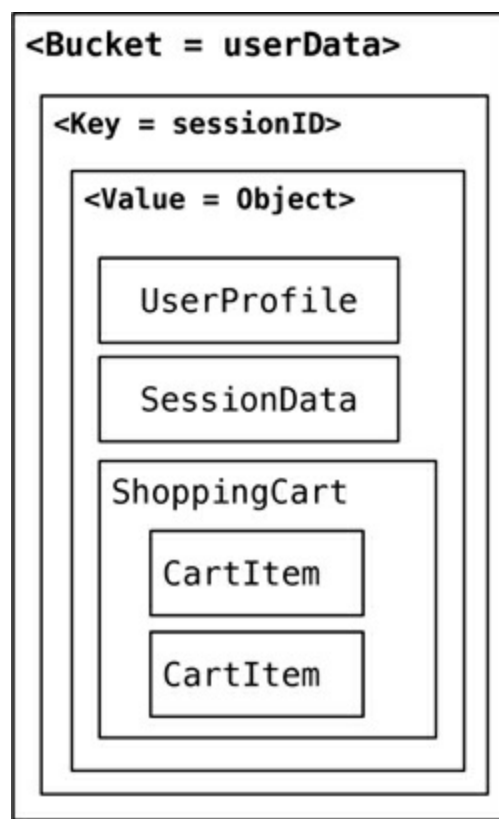 <Bucket = userData>
<Key = sessionID>
<Value = Object>
UserProfile
SessionData
ShoppingCart
CartItem
CartItem